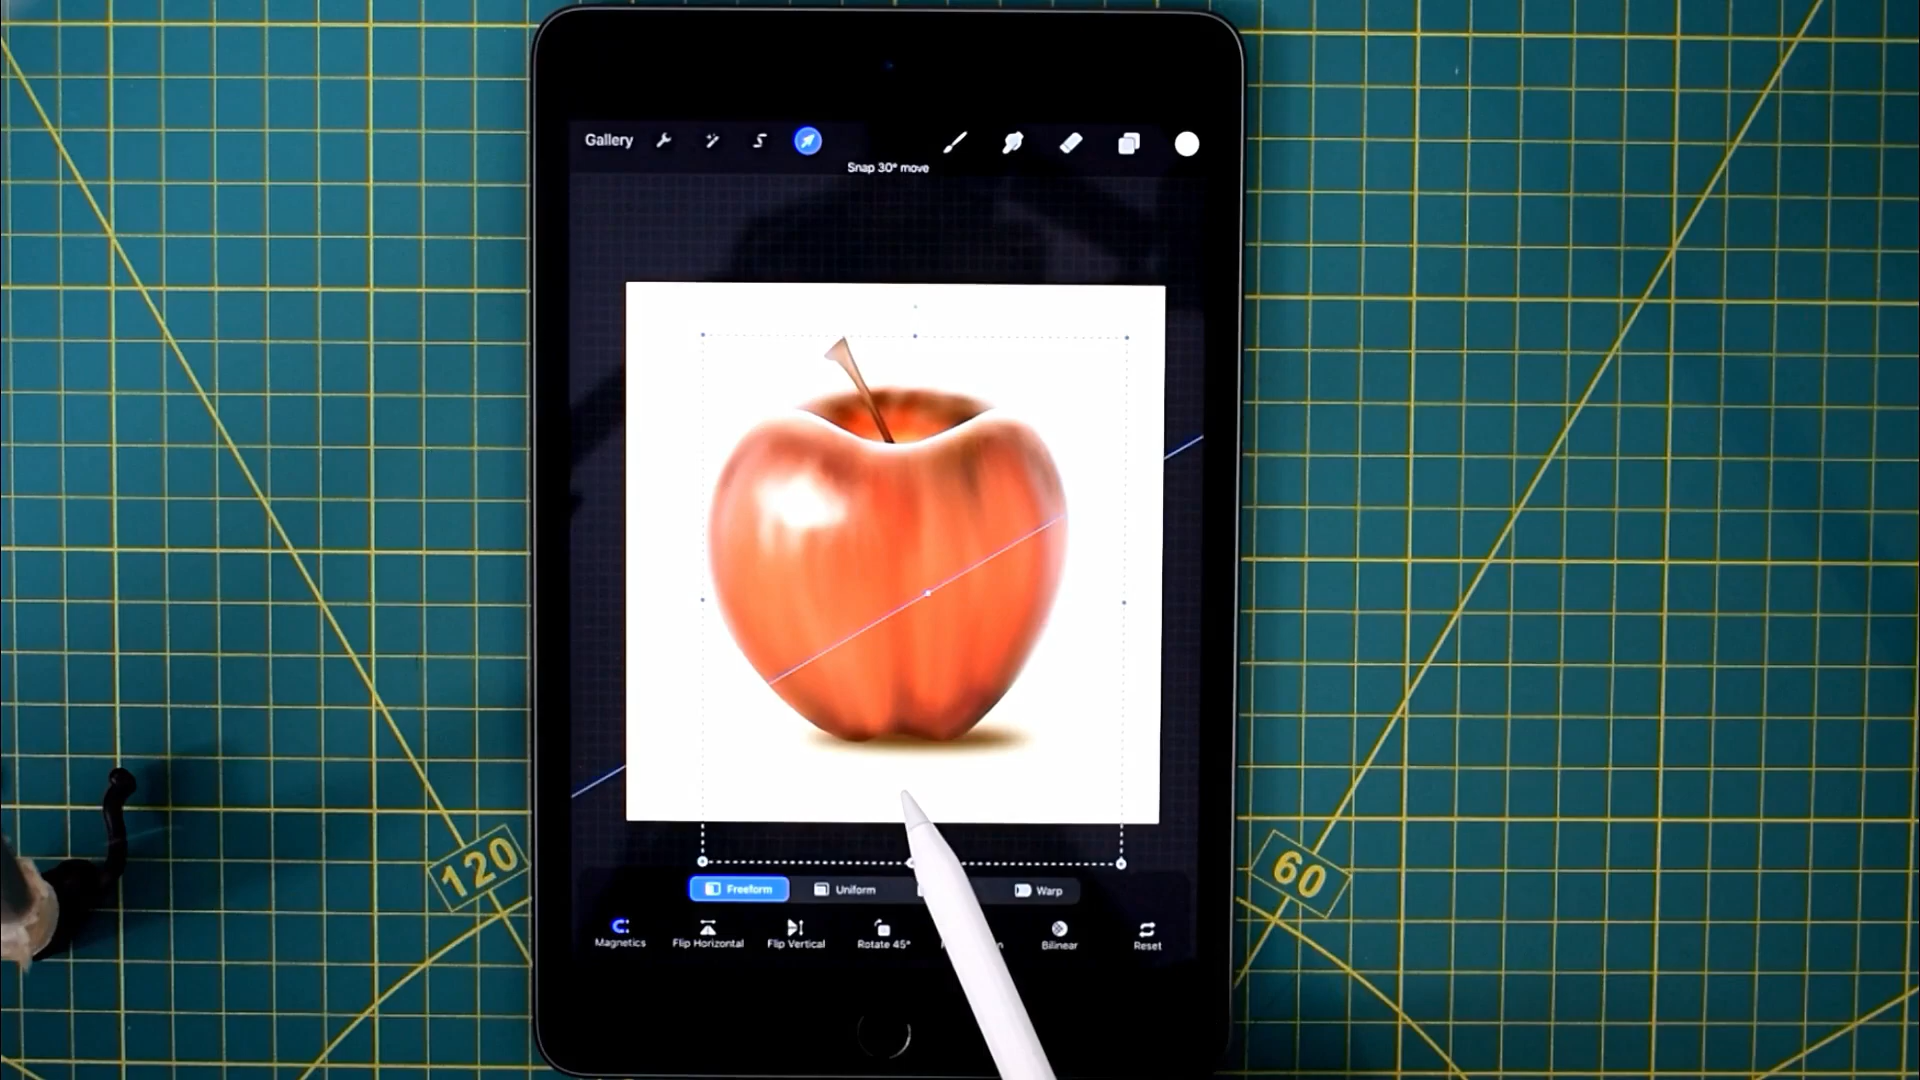 Gallery
Snap 30° move
Freeform Uniform Warp
Magnetics Flip Horizontal Flip Vertical Rotate 45° Bilinear Reset
120
60